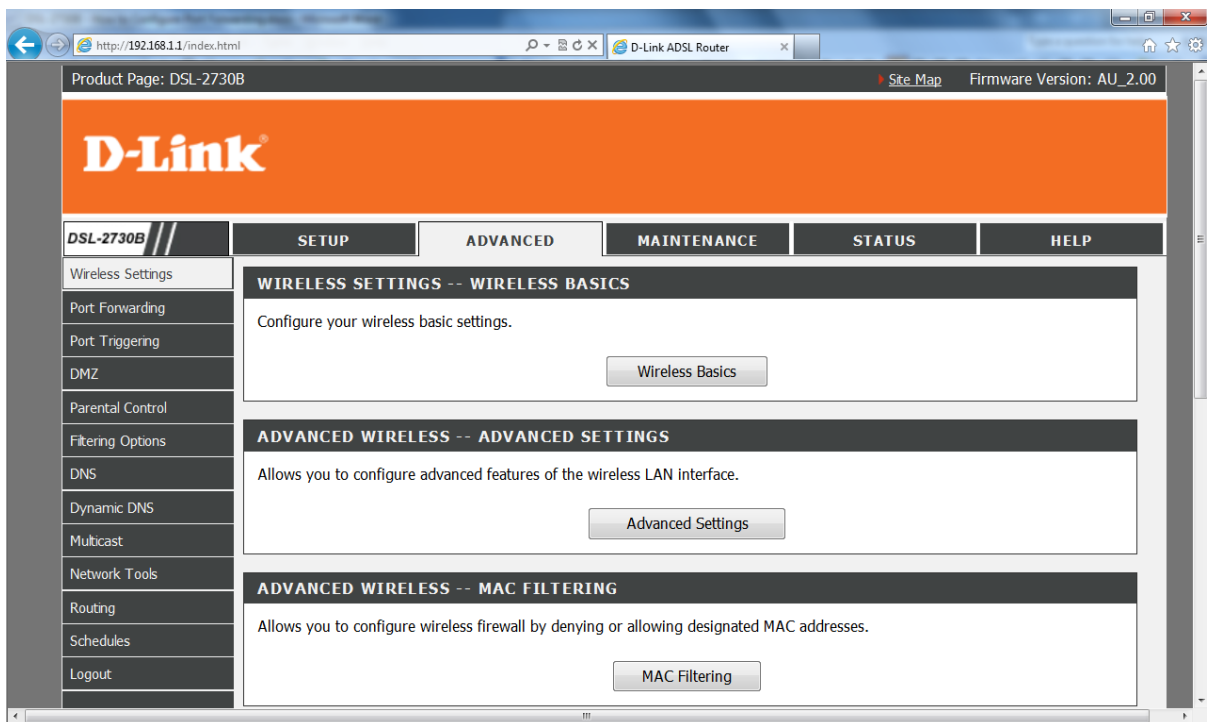 http://192.168.1.1/index.html
D-Link ADSL Router
Product Page: DSL-2730B
Site Map
Firmware Version: AU_2.00
D-Link®
DSL-2730B
SETUP
ADVANCED
MAINTENANCE
STATUS
HELP
Wireless Settings
Port Forwarding
Port Triggering
DMZ
Parental Control
Filtering Options
DNS
Dynamic DNS
Multicast
Network Tools
Routing
Schedules
Logout
WIRELESS SETTINGS -- WIRELESS BASICS
Configure your wireless basic settings.
Wireless Basics
ADVANCED WIRELESS -- ADVANCED SETTINGS
Allows you to configure advanced features of the wireless LAN interface.
Advanced Settings
ADVANCED WIRELESS -- MAC FILTERING
Allows you to configure wireless firewall by denying or allowing designated MAC addresses.
MAC Filtering